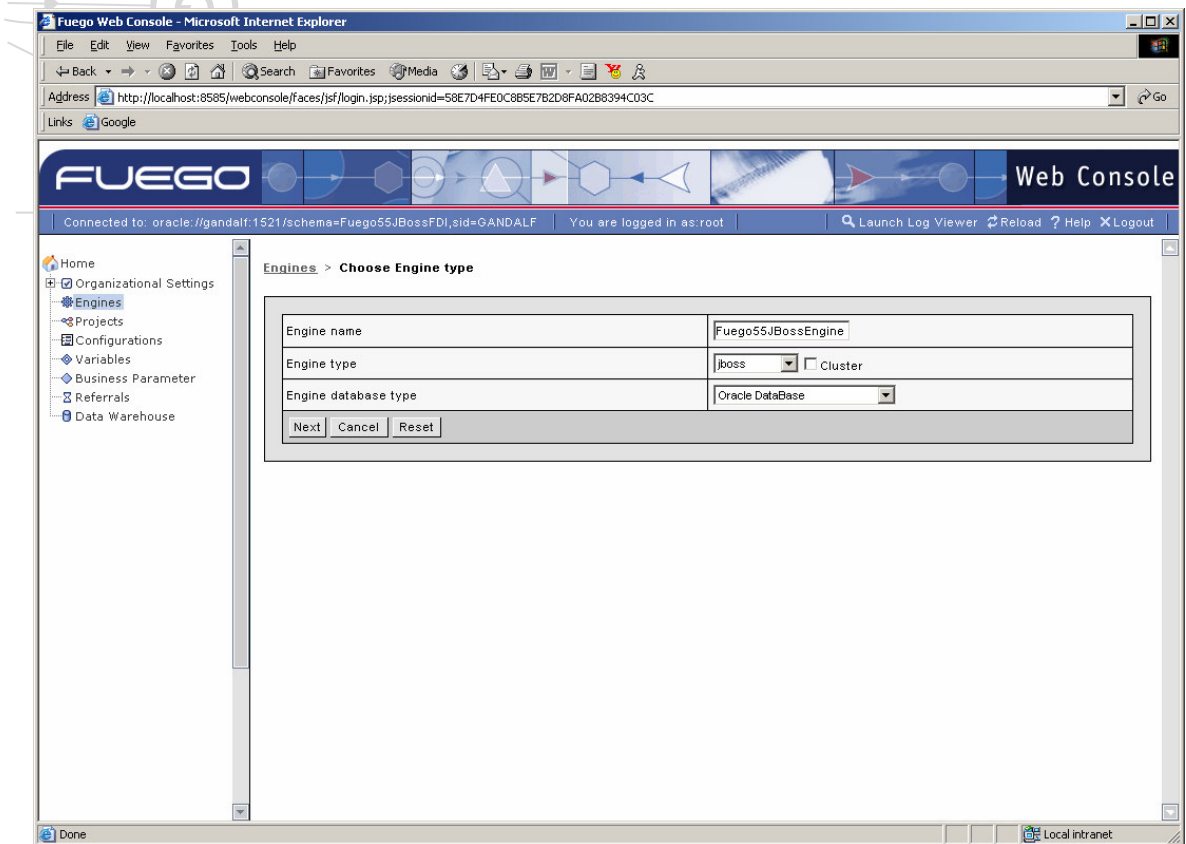 Fuego Web Console - Microsoft Internet Explorer
File Edit View Favorites Tools Help
Back Search Favorites Media
Address http://localhost:8585/webconsole/faces/jsf/login.jsp;jsessionid=58E7D4FE0C8B5E7B2D8FA02B8394C03C Go
Links Google
FUEGO Web Console
Connected to: oracle://gandalf:1521/schema=Fuego55JBossFDI,sid=GANDALF You are logged in as:root Launch Log Viewer Reload ? Help Logout
Home
Organizational Settings
Engines
Projects
Configurations
Variables
Business Parameter
Referrals
Data Warehouse
Engines > Choose Engine type
Engine name Fuego55JBossEngine
Engine type jboss Cluster
Engine database type Oracle DataBase
Next Cancel Reset
Done Local intranet